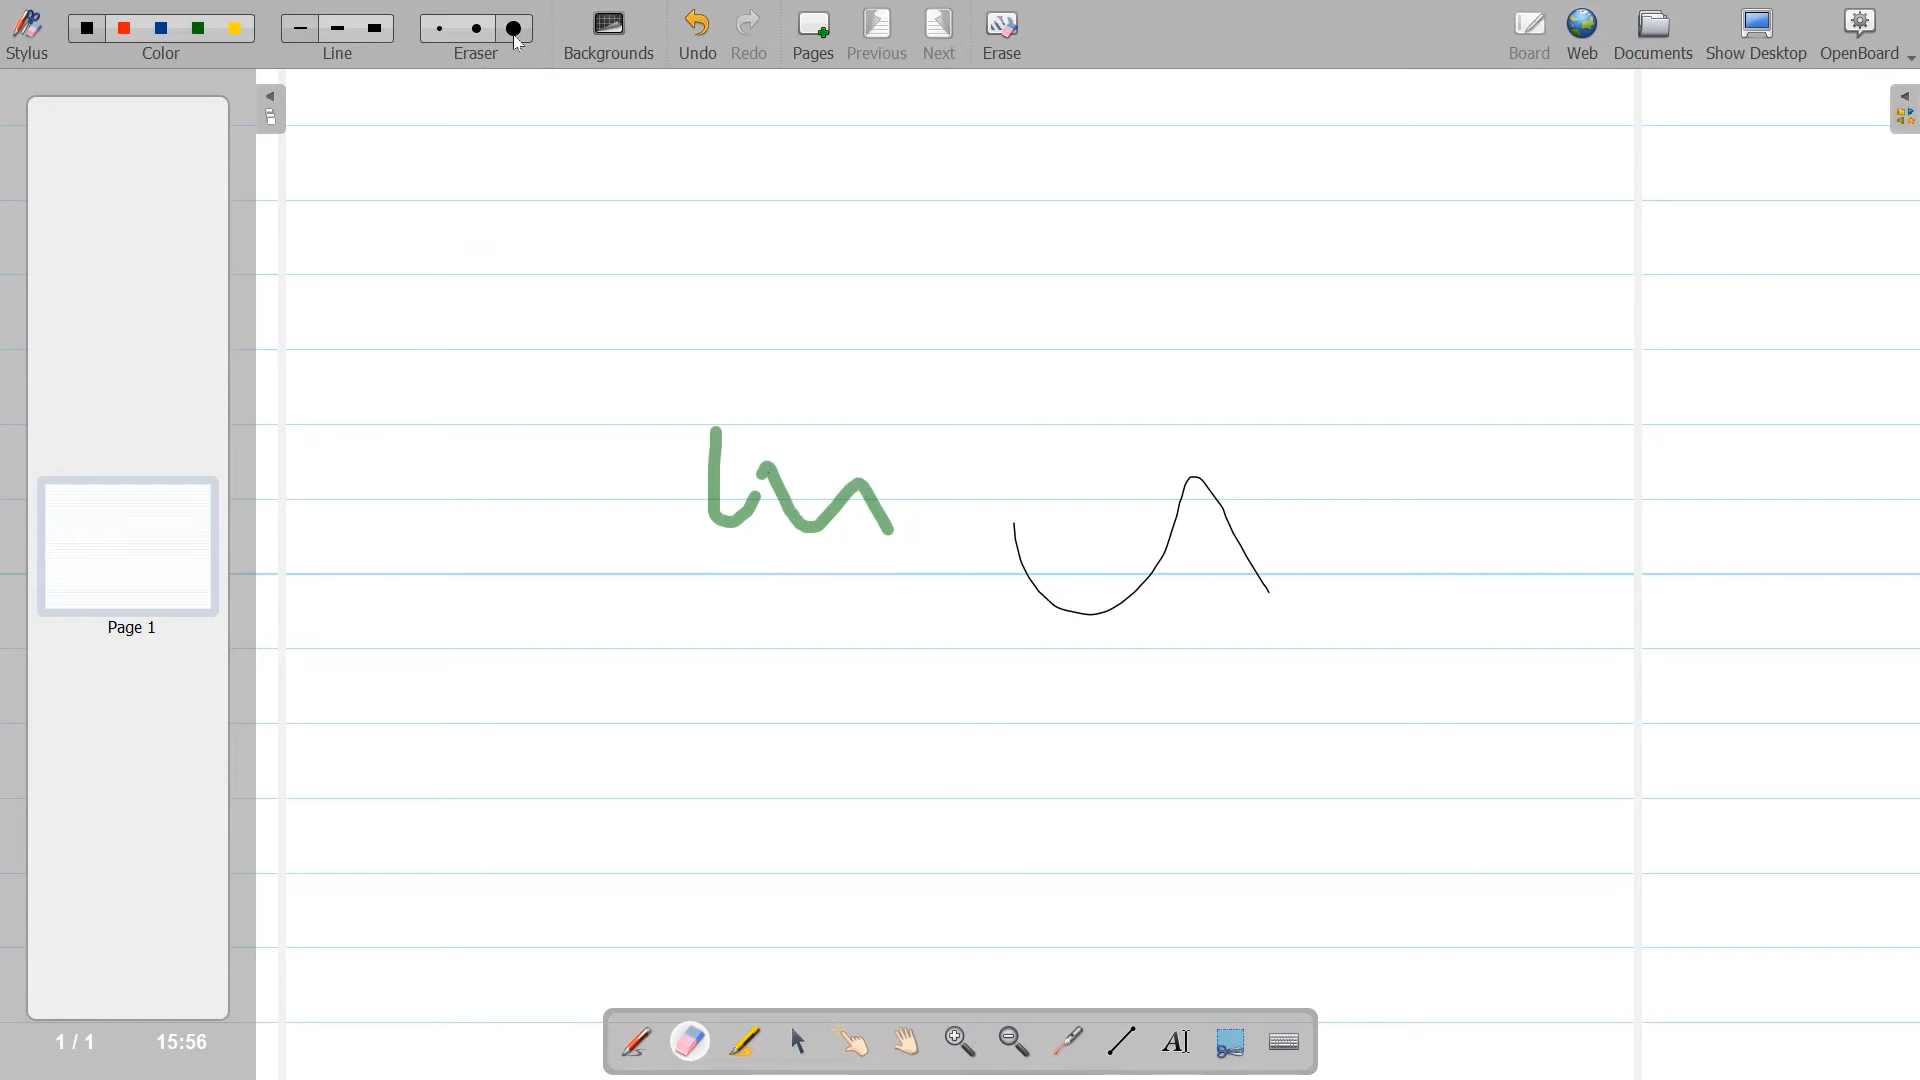 Stylus Color Line Eraser Backgrounds Undo Redo Pages Previous Next Erase Board Web Documents Show Desktop OpenBoard
Page 1
1 / 1 15:56
AI